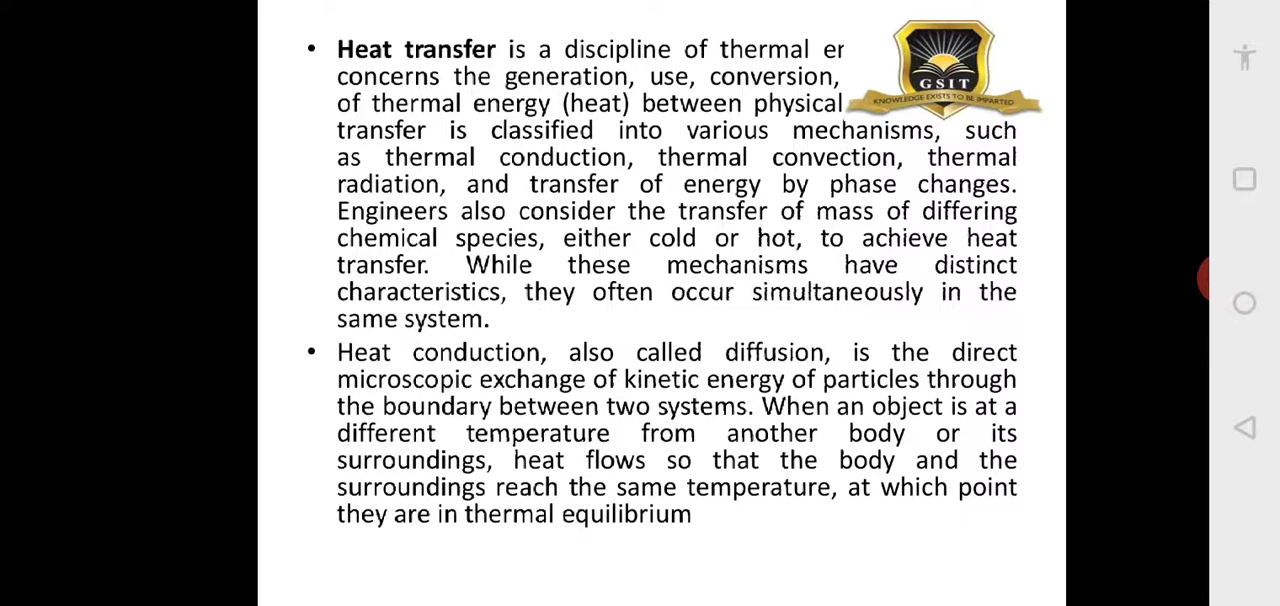 • Heat transfer is a discipline of thermal
concerns the generation, use, conversion,
of thermal energy (heat) between physical
transfer is classified into various mechanisms, such
as thermal conduction, thermal convection, thermal
radiation, and transfer of energy by phase changes.
Engineers also consider the transfer of mass of differing
chemical species, either cold or hot, to achieve heat
transfer. While these mechanisms have distinct
characteristics, they often occur simultaneously in the
same system.
• Heat conduction, also called diffusion, is the direct
microscopic exchange of kinetic energy of particles through
the boundary between two systems. When an object is at a
different temperature from another body or its
surroundings, heat flows so that the body and the
surroundings reach the same temperature, at which point
they are in thermal equilibrium
GSIT
KNOWLEDGE EXISTS TO BE IMPARTED